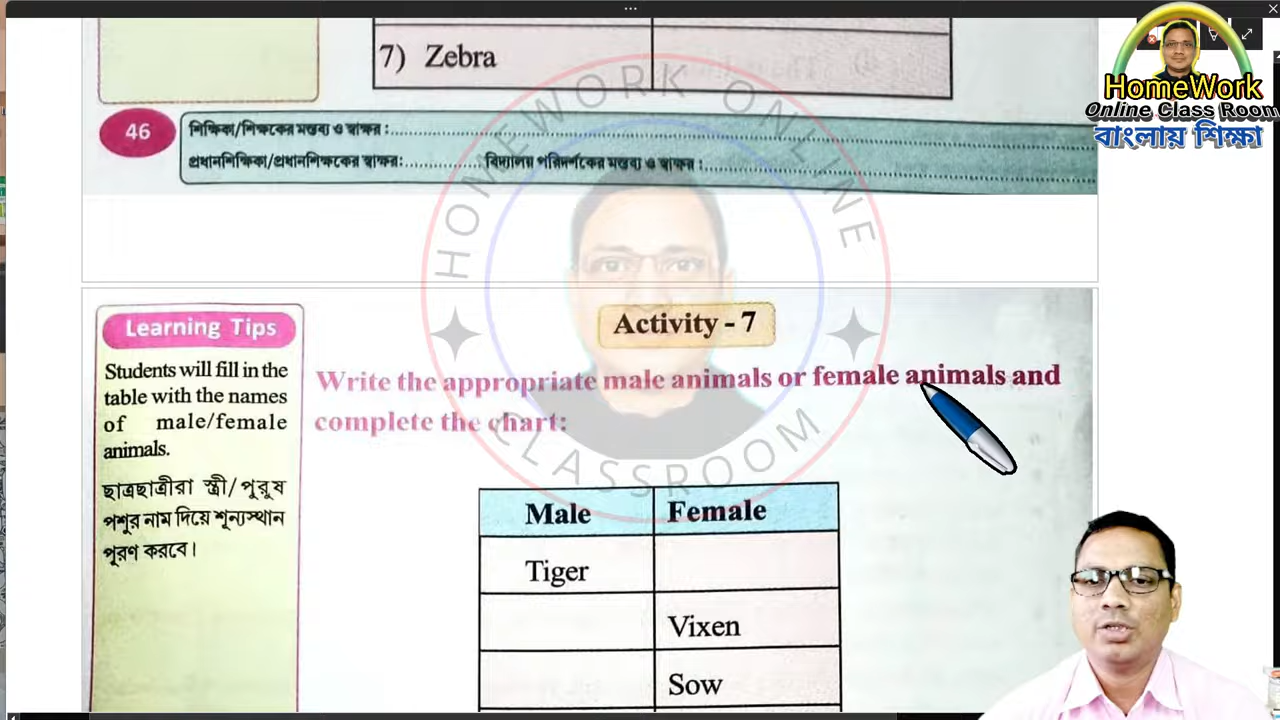 7) Zebra
46
শিক্ষিকা/শিক্ষকের মন্তব্য ও স্বাক্ষর :
প্রধানশিক্ষিকা/প্রধানশিক্ষকের স্বাক্ষর: বিদ্যালয় পরিদর্শকের মন্তব্য ও স্বাক্ষর :
HomeWork
Online Class Room
বাংলায় শিক্ষা
HOMEWORK ONLINE
CLASSROOM
Learning Tips
Students will fill in the
table with the names
of male/female
animals.
ছাত্রছাত্রীরা স্ত্রী/পুরুষ
পশুর নাম দিয়ে শূন্যস্থান
পূরণ করবে।
Activity - 7
Write the appropriate male animals or female animals and
complete the chart:
Male Female
Tiger
Vixen
Sow